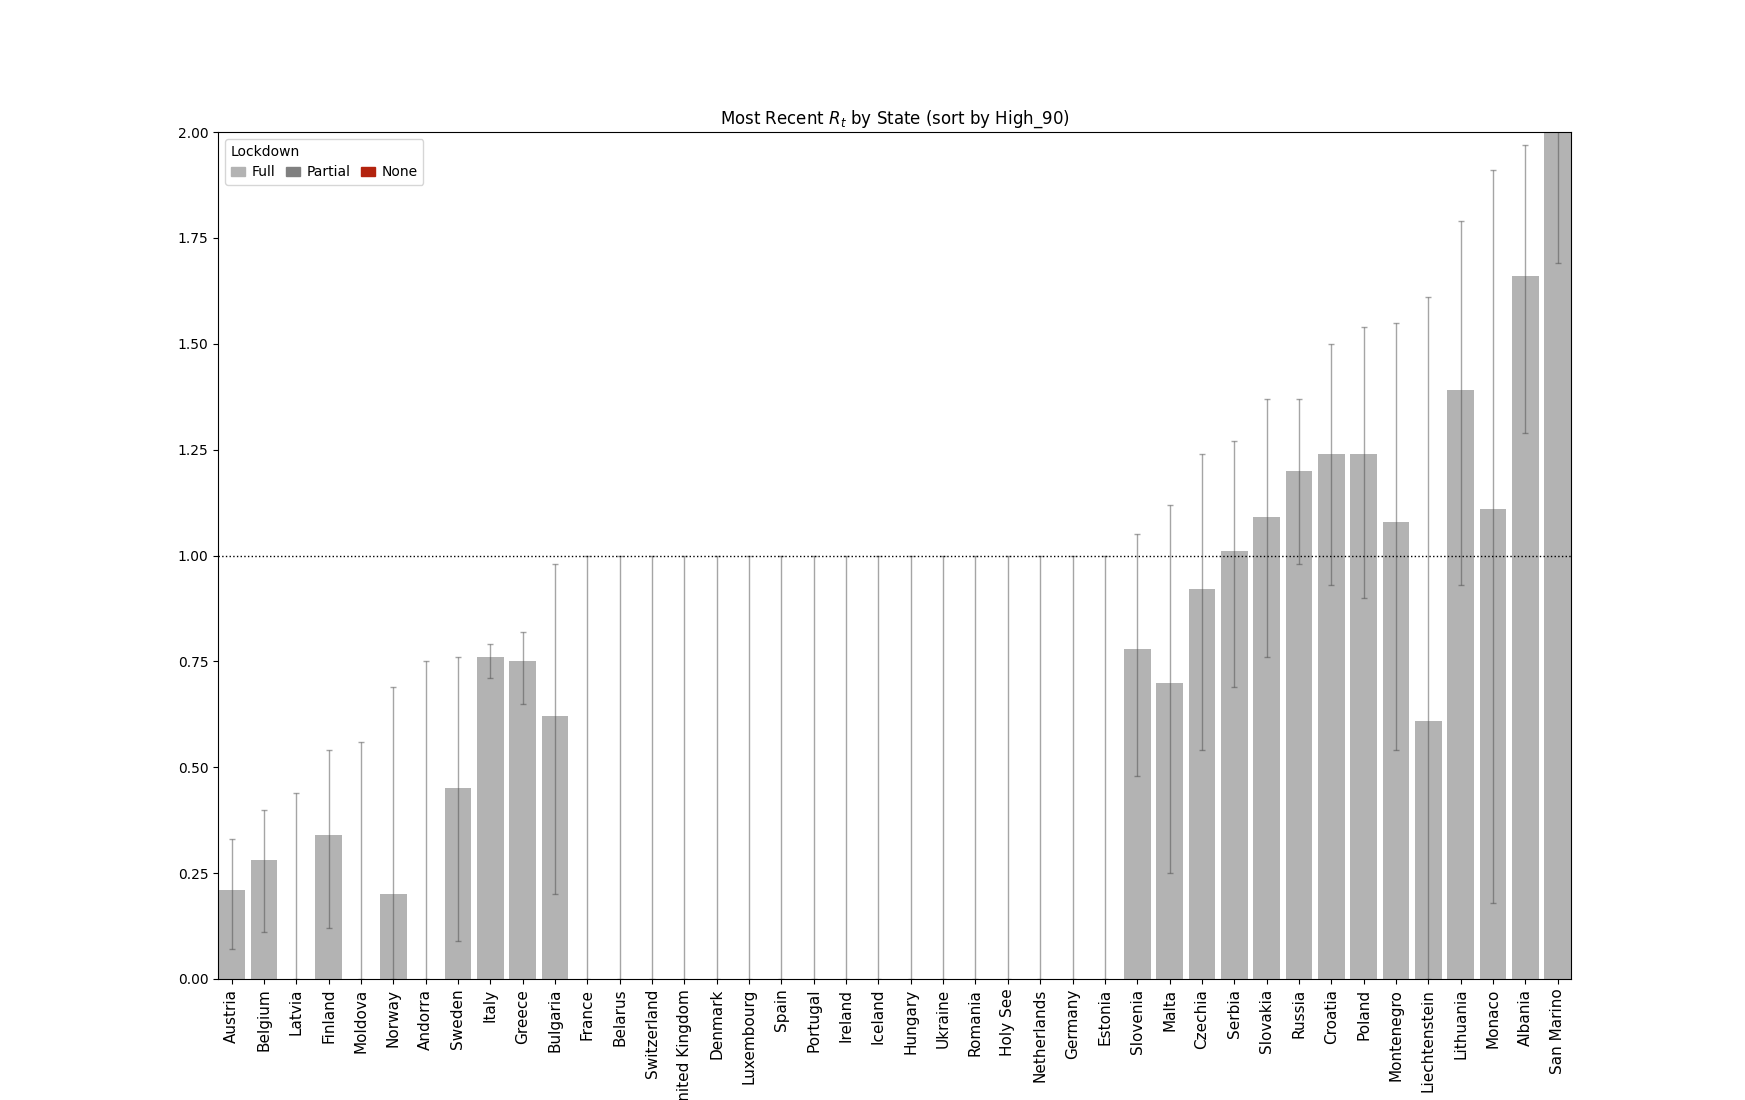 Most Recent R_t by State (sort by High_90)
Lockdown
Full Partial None
2.00
1.75
1.50
1.25
1.00
0.75
0.50
0.25
0.00
Austria
Belgium
Latvia
Finland
Moldova
Norway
Andorra
Sweden
Italy
Greece
Bulgaria
France
Belarus
Switzerland
nited Kingdom
Denmark
Luxembourg
Spain
Portugal
Ireland
Iceland
Hungary
Ukraine
Romania
Holy See
Netherlands
Germany
Estonia
Slovenia
Malta
Czechia
Serbia
Slovakia
Russia
Croatia
Poland
Montenegro
Liechtenstein
Lithuania
Monaco
Albania
San Marino